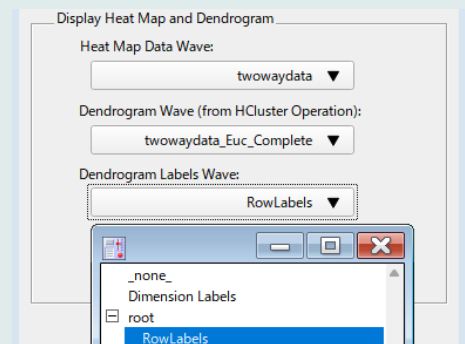 Display Heat Map and Dendrogram
Heat Map Data Wave:
twowaydata
Dendrogram Wave (from HCluster Operation):
twowaydata_Euc_Complete
Dendrogram Labels Wave:
RowLabels
_none_
Dimension Labels
root
RowLabels